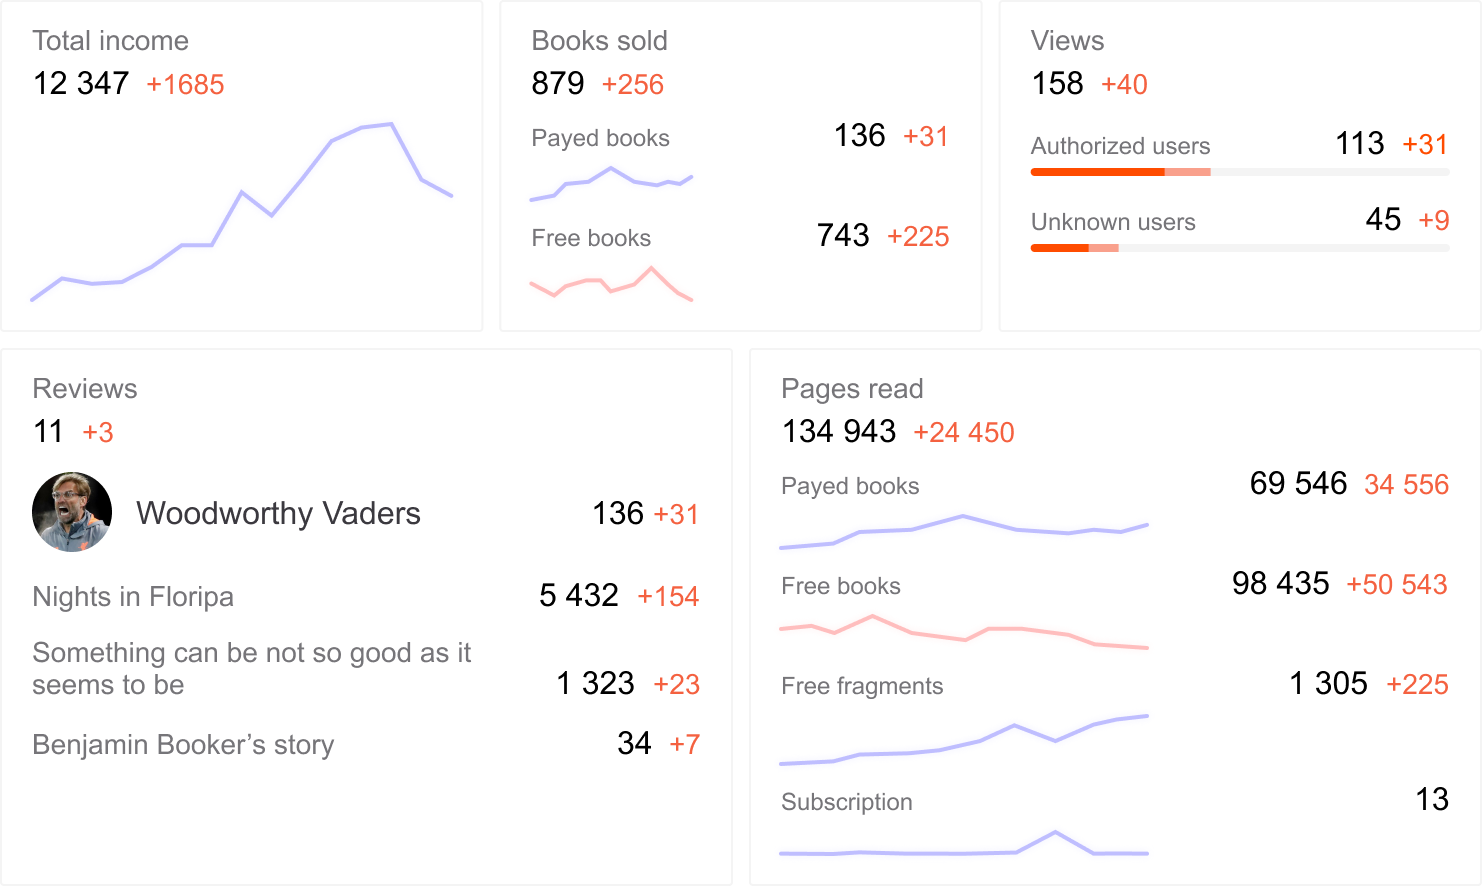 Total income
12 347 +1685
Books sold
879 +256
Payed books 136 +31
Free books 743 +225
Views
158 +40
Authorized users 113 +31
Unknown users 45 +9
Reviews
11 +3
Woodworthy Vaders 136 +31
Nights in Floripa 5 432 +154
Something can be not so good as it
seems to be 1 323 +23
Benjamin Booker’s story 34 +7
Pages read
134 943 +24 450
Payed books 69 546 34 556
Free books 98 435 +50 543
Free fragments 1 305 +225
Subscription 13